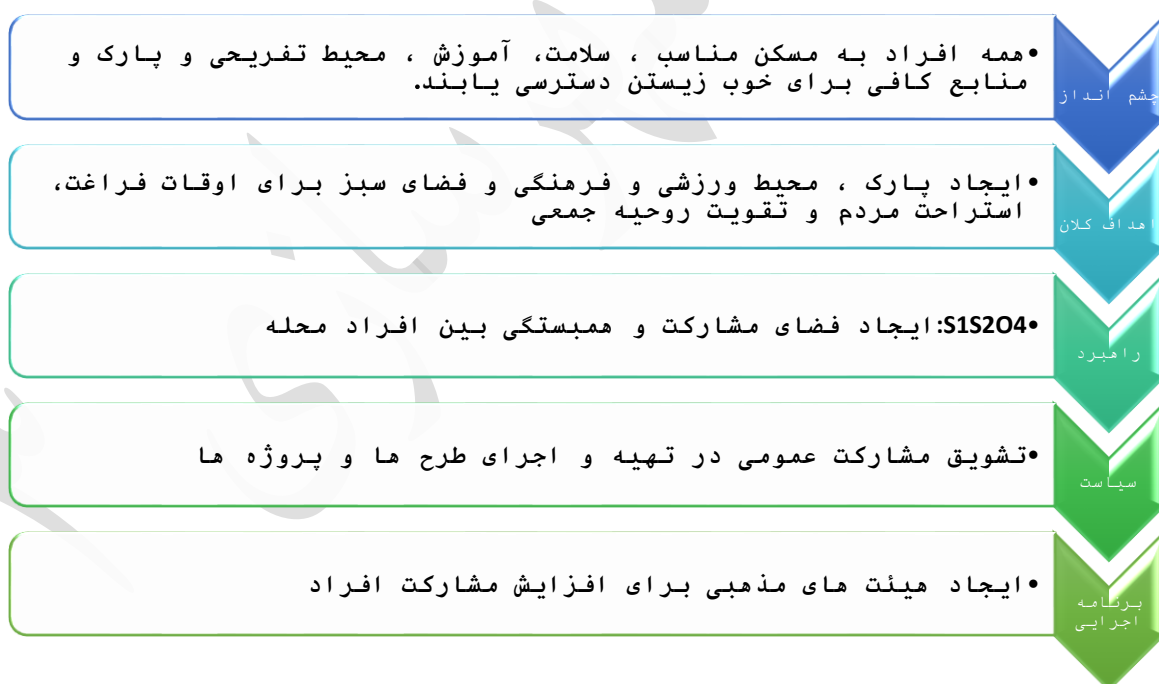 چشم انداز
•همه افراد به مسکن مناسب ، سلامت، آموزش ، محیط تفریحی و پارک و
منابع کافی برای خوب زیستن دسترسی یابند.
اهداف کلان
•ایجاد پارک ، محیط ورزشی و فرهنگی و فضای سبز برای اوقات فراغت،
استراحت مردم و تقویت روحیه جمعی
راهبرد
•S1S2O4:ایجاد فضای مشارکت و همبستگی بین افراد محله
سیاست
•تشویق مشارکت عمومی در تهیه و اجرای طرح ها و پروژه ها
برنامه
اجرایی
•ایجاد هیئت های مذهبی برای افزایش مشارکت افراد